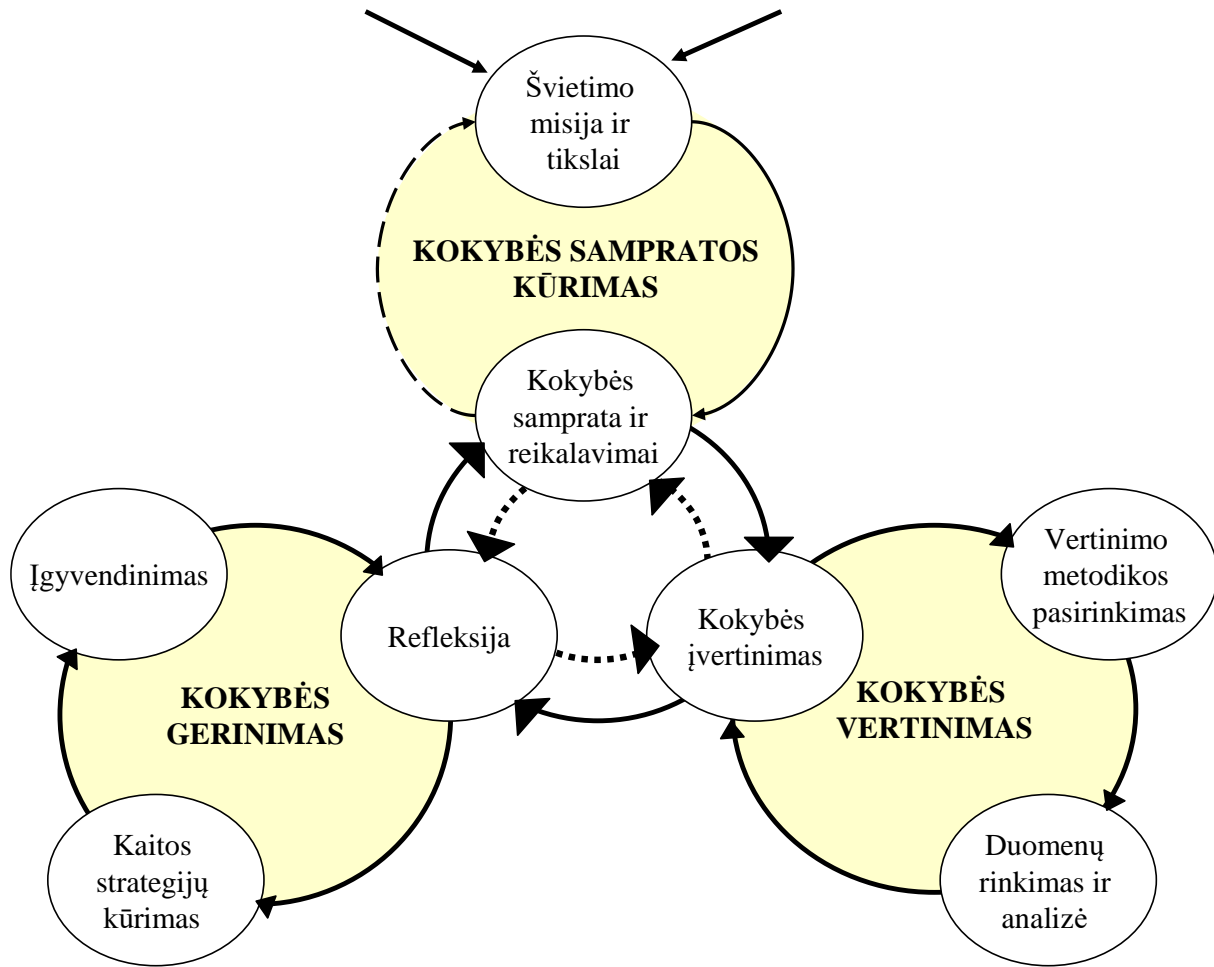 Švietimo
misija ir
tikslai
KOKYBĖS SAMPRATOS
KŪRIMAS
Kokybės
samprata ir
reikalavimai
Įgyvendinimas
Refleksija
Kokybės
įvertinimas
Vertinimo
metodikos
pasirinkimas
KOKYBĖS
GERINIMAS
KOKYBĖS
VERTINIMAS
Kaitos
strategijų
kūrimas
Duomenų
rinkimas ir
analizė